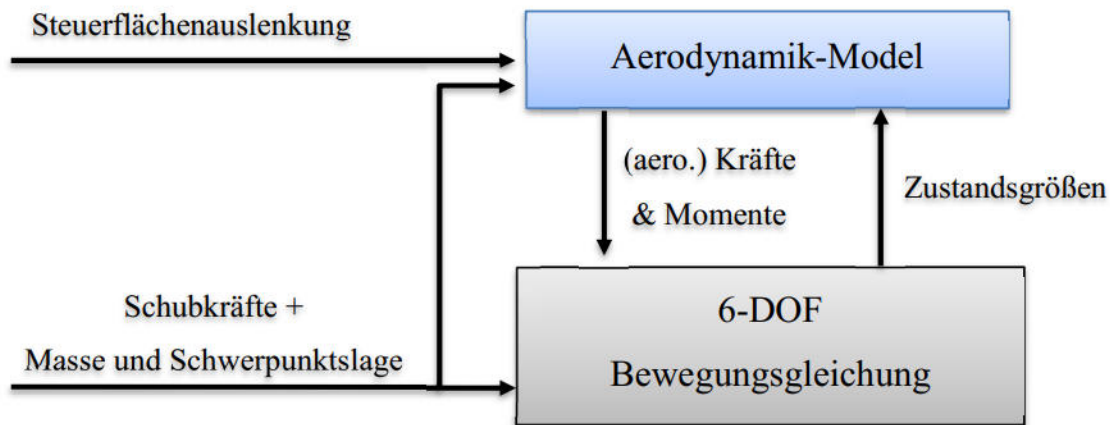 Steuerflächenauslenkung
Aerodynamik-Model
(aero.) Kräfte
& Momente
Zustandsgrößen
Schubkräfte +
Masse und Schwerpunktslage
6-DOF
Bewegungsgleichung